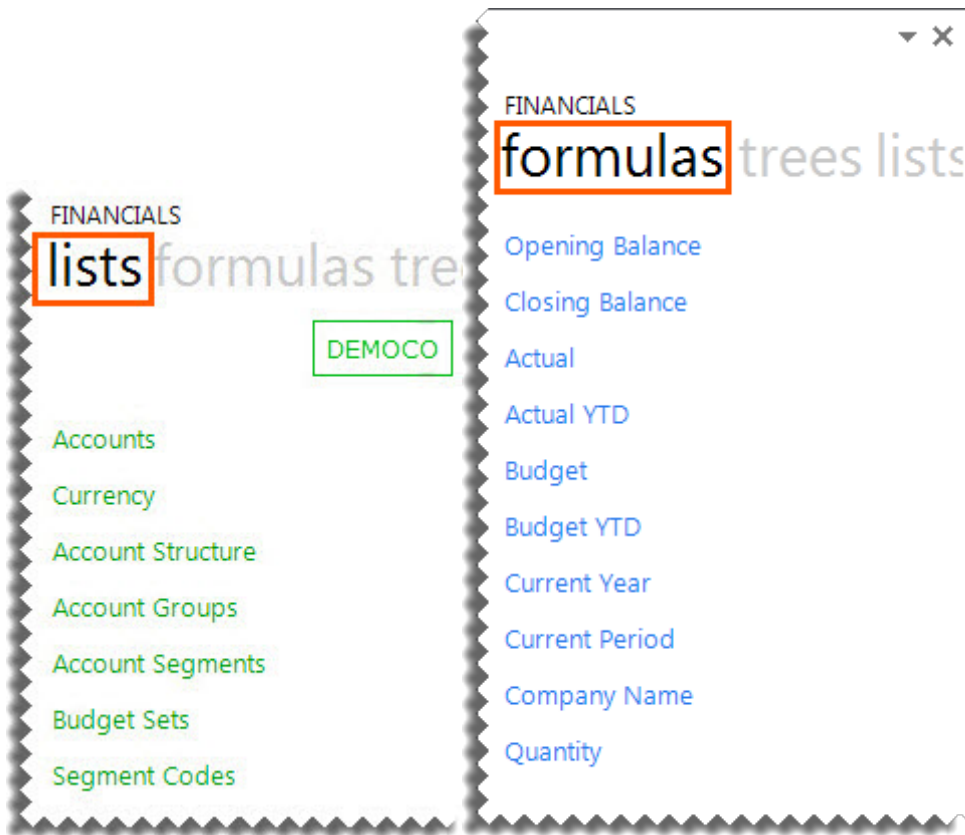 FINANCIALS
lists formulas tre
DEMOCO
Accounts
Currency
Account Structure
Account Groups
Account Segments
Budget Sets
Segment Codes
FINANCIALS
formulas trees lists
Opening Balance
Closing Balance
Actual
Actual YTD
Budget
Budget YTD
Current Year
Current Period
Company Name
Quantity